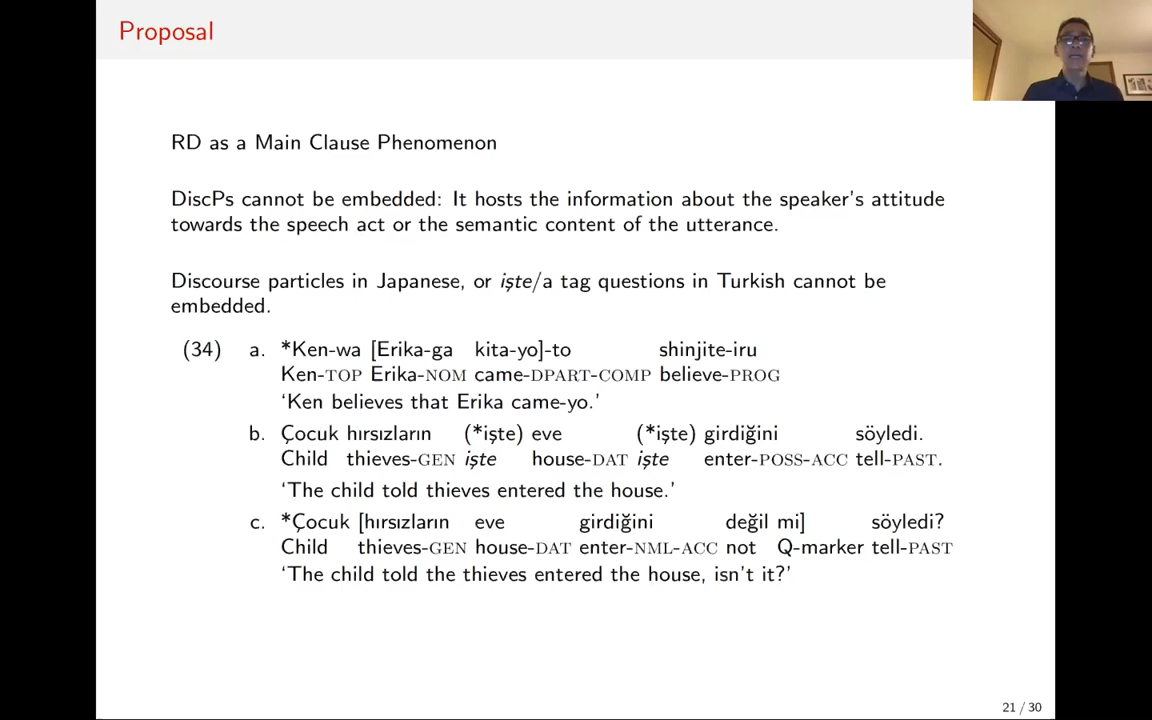 Proposal
RD as a Main Clause Phenomenon
DiscPs cannot be embedded: It hosts the information about the speaker's attitude
towards the speech act or the semantic content of the utterance.
Discourse particles in Japanese, or işte/a tag questions in Turkish cannot be
embedded.
(34) a. *Ken-wa [Erika-ga kita-yo]-to shinjite-iru
Ken-TOP Erika-NOM came-DPART-COMP believe-PROG
‘Ken believes that Erika came-yo.’
b. Çocuk hırsızların (*işte) eve (*işte) girdiğini söyledi.
Child thieves-GEN işte house-DAT işte enter-POSS-ACC tell-PAST.
‘The child told thieves entered the house.’
c. *Çocuk [hırsızların eve girdiğini değil mi] söyledi?
Child thieves-GEN house-DAT enter-NML-ACC not Q-marker tell-PAST
‘The child told the thieves entered the house, isn't it?’
21 / 30